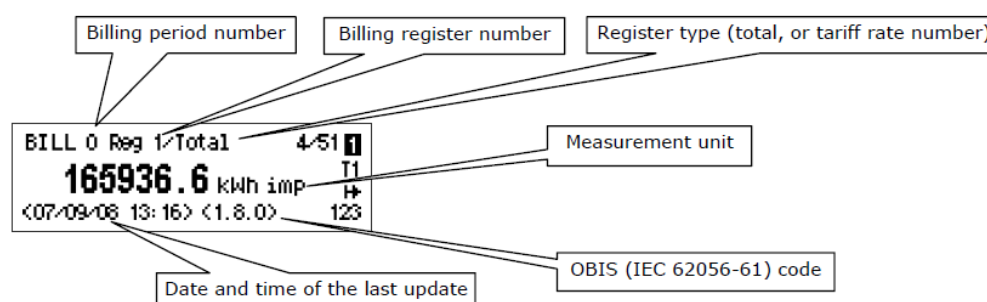 Billing period number
Billing register number
Register type (total, or tariff rate number)
BILL 0 Reg 1/Total 4/51 1
165936.6 kWh imp T1
<07/09/08 13:16> <1.8.0> 123
Measurement unit
OBIS (IEC 62056-61) code
Date and time of the last update